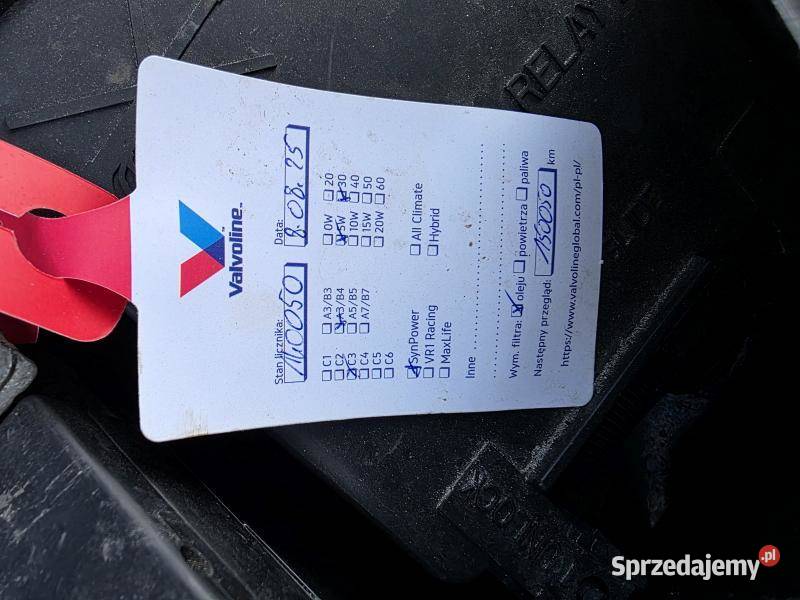 Valvoline™
Stan licznika: Data:
140050 8.08.25
☐ C1 ☐ A3/B3 ☐ 0W ☐ 20
☐ C2 ☑ A3/B4 ☑ 5W ☑ 30
☑ C3 ☐ A5/B5 ☐ 10W ☐ 40
☐ C4 ☐ A7/B7 ☐ 15W ☐ 50
☐ C5 ☐ 20W ☐ 60
☐ C6
☑ SynPower ☐ All Climate
☐ VR1 Racing ☐ Hybrid
☐ MaxLife
Inne
Wym. filtra: ☑ oleju ☐ powietrza ☐ paliwa
Następny przegląd: 150050 km
https://www.valvolineglobal.com/pl-pl/
RELAY
Sprzedajemy.pl